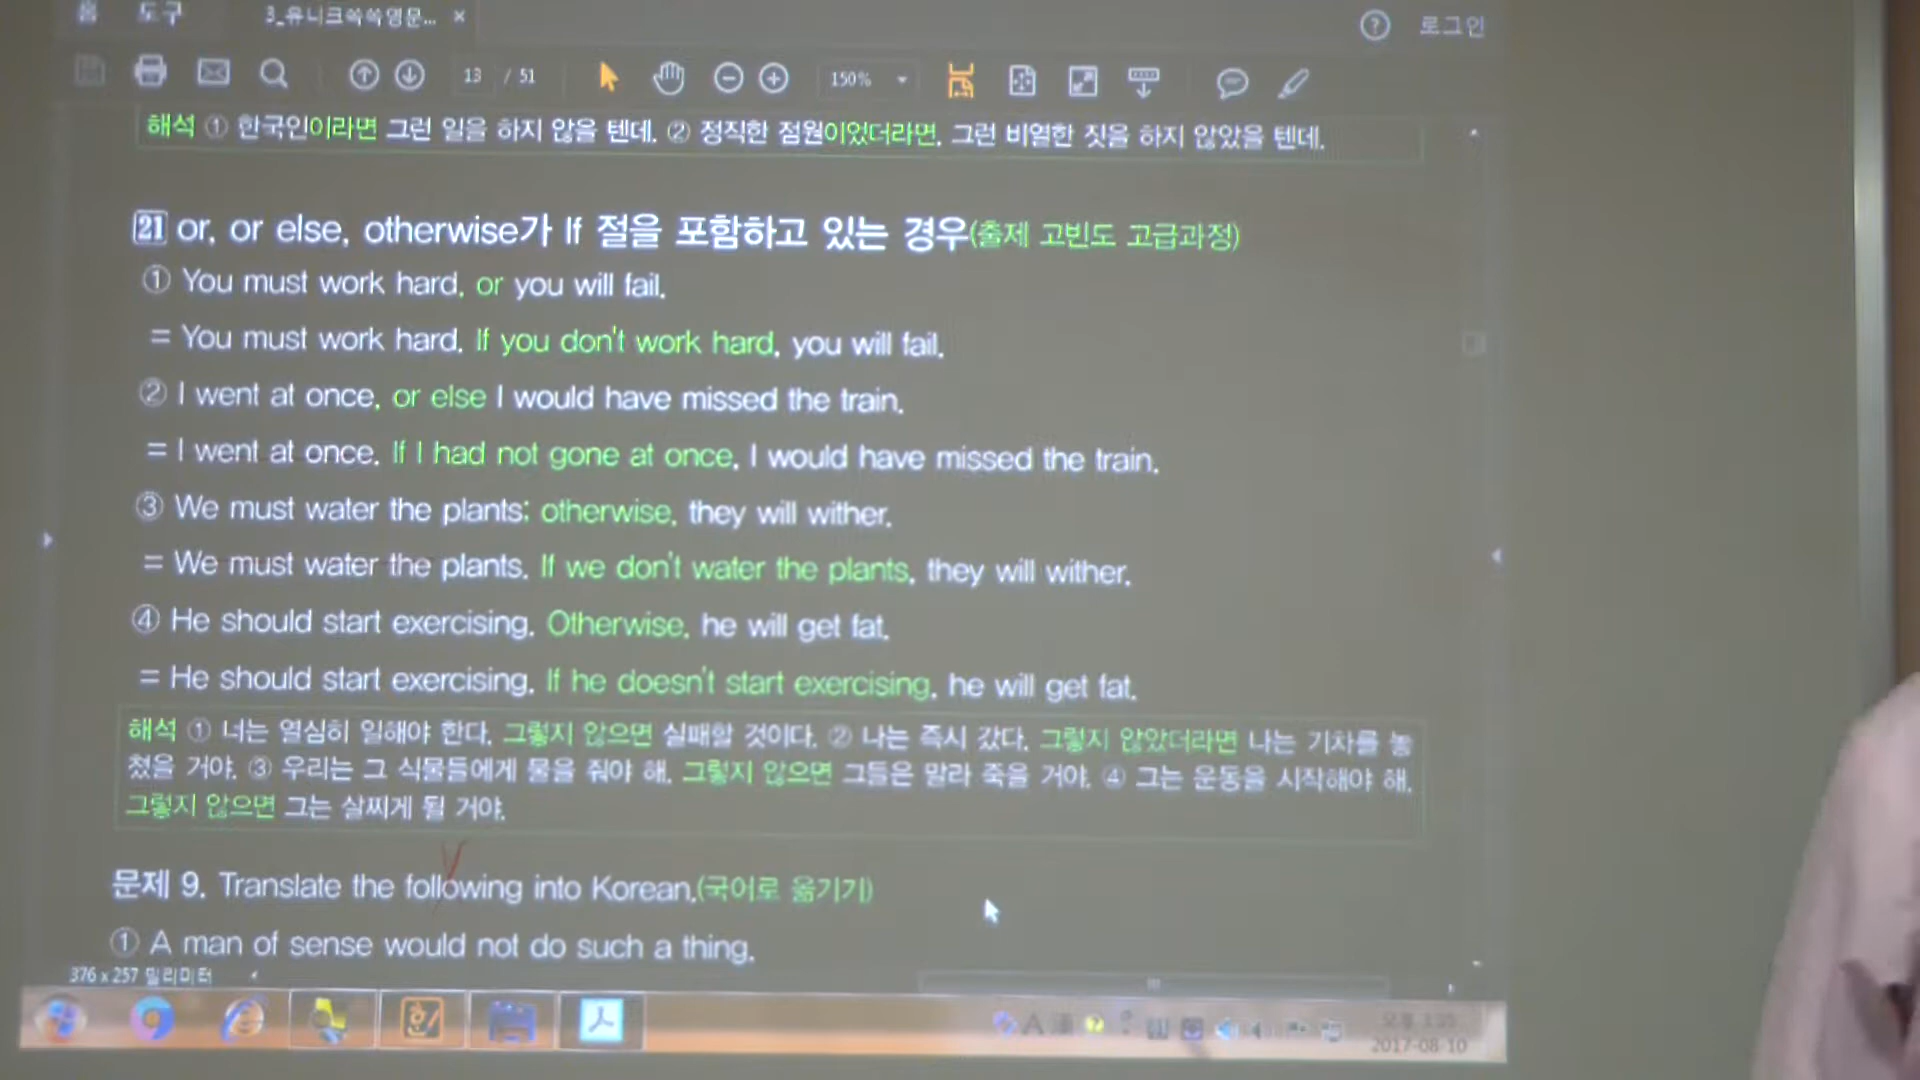 홈 도구 3_유니크쏙쏙영문... × ? 로그인
13 / 51 150%
해석 ① 한국인이라면 그런 일을 하지 않을 텐데. ② 정직한 점원이었더라면, 그런 비열한 짓을 하지 않았을 텐데.
21 or, or else, otherwise가 If 절을 포함하고 있는 경우(출제 고빈도 고급과정)
① You must work hard, or you will fail.
= You must work hard. If you don't work hard, you will fail.
② I went at once, or else I would have missed the train.
= I went at once. If I had not gone at once, I would have missed the train.
③ We must water the plants; otherwise, they will wither.
= We must water the plants. If we don't water the plants, they will wither.
④ He should start exercising. Otherwise, he will get fat.
= He should start exercising. If he doesn't start exercising, he will get fat.
해석 ① 너는 열심히 일해야 한다. 그렇지 않으면 실패할 것이다. ② 나는 즉시 갔다. 그렇지 않았더라면 나는 기차를 놓
쳤을 거야. ③ 우리는 그 식물들에게 물을 줘야 해. 그렇지 않으면 그들은 말라 죽을 거야. ④ 그는 운동을 시작해야 해.
그렇지 않으면 그는 살찌게 될 거야.
문제 9. Translate the following into Korean.(국어로 옮기기)
① A man of sense would not do such a thing.
376 x 257 밀리미터
A 漢
2017-08-10